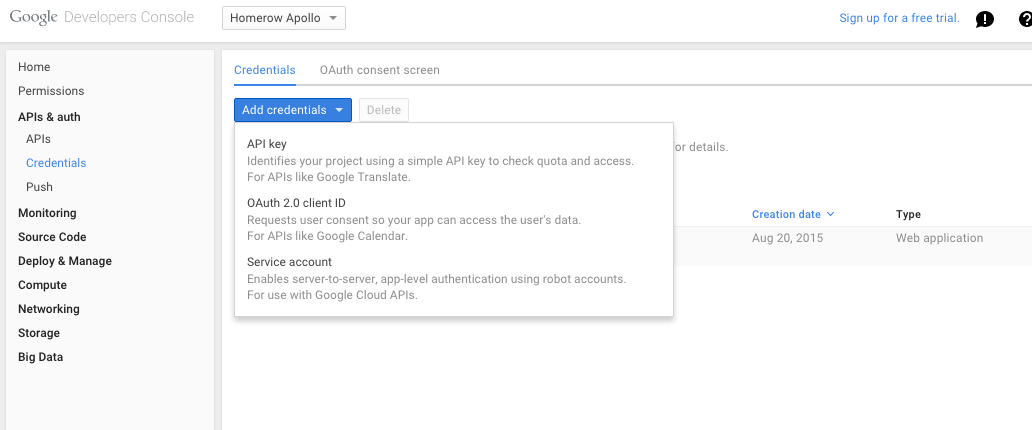 Google Developers Console
Homerow Apollo
Sign up for a free trial.
Home
Permissions
APIs & auth
APIs
Credentials
Push
Monitoring
Source Code
Deploy & Manage
Compute
Networking
Storage
Big Data
Credentials
OAuth consent screen
Add credentials
Delete
API key
Identifies your project using a simple API key to check quota and access.
For APIs like Google Translate.
OAuth 2.0 client ID
Requests user consent so your app can access the user's data.
For APIs like Google Calendar.
Service account
Enables server-to-server, app-level authentication using robot accounts.
For use with Google Cloud APIs.
for details.
Creation date
Type
Aug 20, 2015
Web application